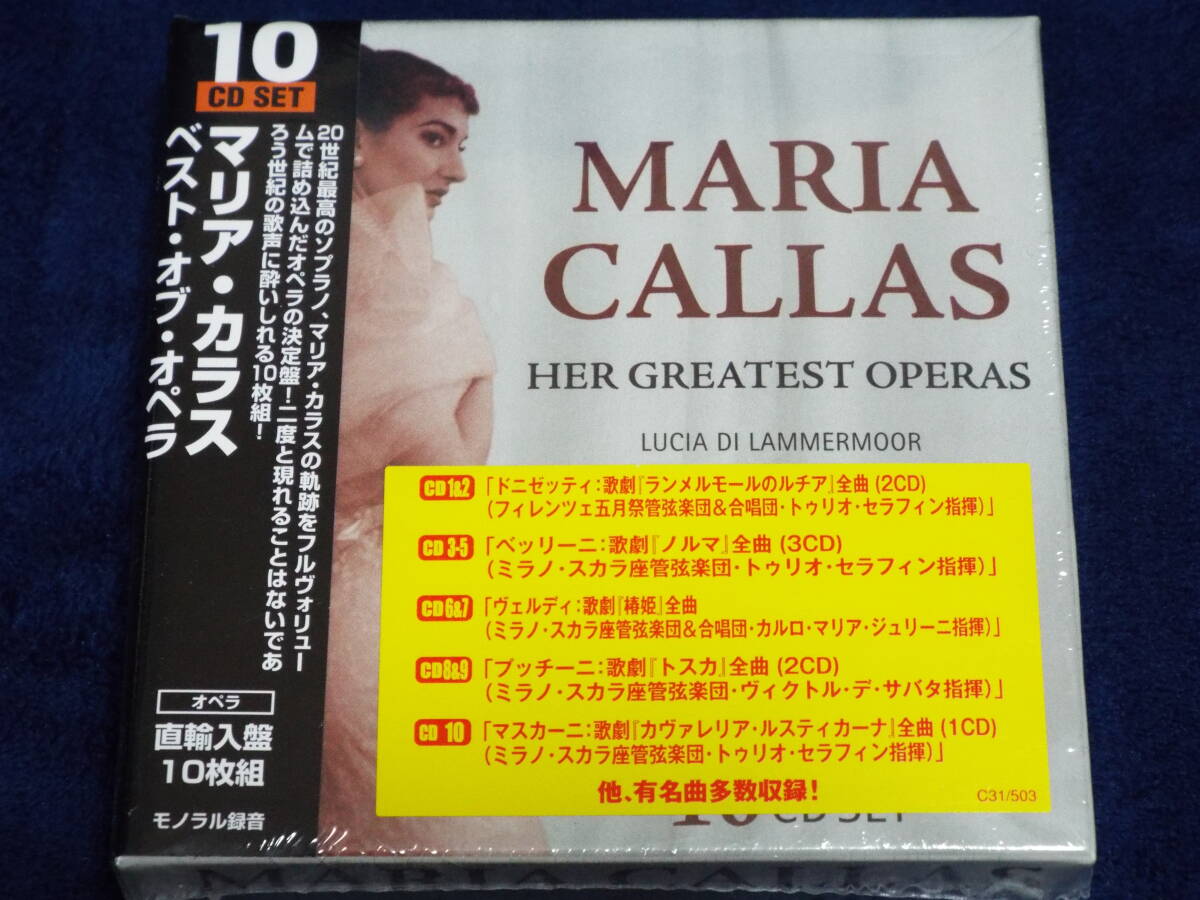 10
CD SET
マリア・カラス
ベスト・オブ・オペラ
20世紀最高のソプラノ、マリア・カラスの軌跡をフルヴォリュー
ムで詰め込んだオペラの決定盤!二度と現れることはないであ
ろう世紀の歌声に酔いしれる10枚組!
オペラ
直輸入盤
10枚組
モノラル録音
MARIA
CALLAS
HER GREATEST OPERAS
LUCIA DI LAMMERMOOR
CD 1&2 「ドニゼッティ:歌劇『ランメルモールのルチア』全曲 (2CD)
(フィレンツェ五月祭管弦楽団&合唱団・トゥリオ・セラフィン指揮)」
CD 3-5 「ベッリーニ:歌劇『ノルマ』全曲 (3CD)
(ミラノ・スカラ座管弦楽団・トゥリオ・セラフィン指揮)」
CD 6&7 「ヴェルディ:歌劇『椿姫』全曲
(ミラノ・スカラ座管弦楽団&合唱団・カルロ・マリア・ジュリーニ指揮)」
CD 8&9 「プッチーニ:歌劇『トスカ』全曲 (2CD)
(ミラノ・スカラ座管弦楽団・ヴィクトル・デ・サバタ指揮)」
CD 10 「マスカーニ:歌劇『カヴァレリア・ルスティカーナ』全曲 (1CD)
(ミラノ・スカラ座管弦楽団・トゥリオ・セラフィン指揮)」
他、有名曲多数収録!
C31/503
10 CD SET
MARIA CALLAS